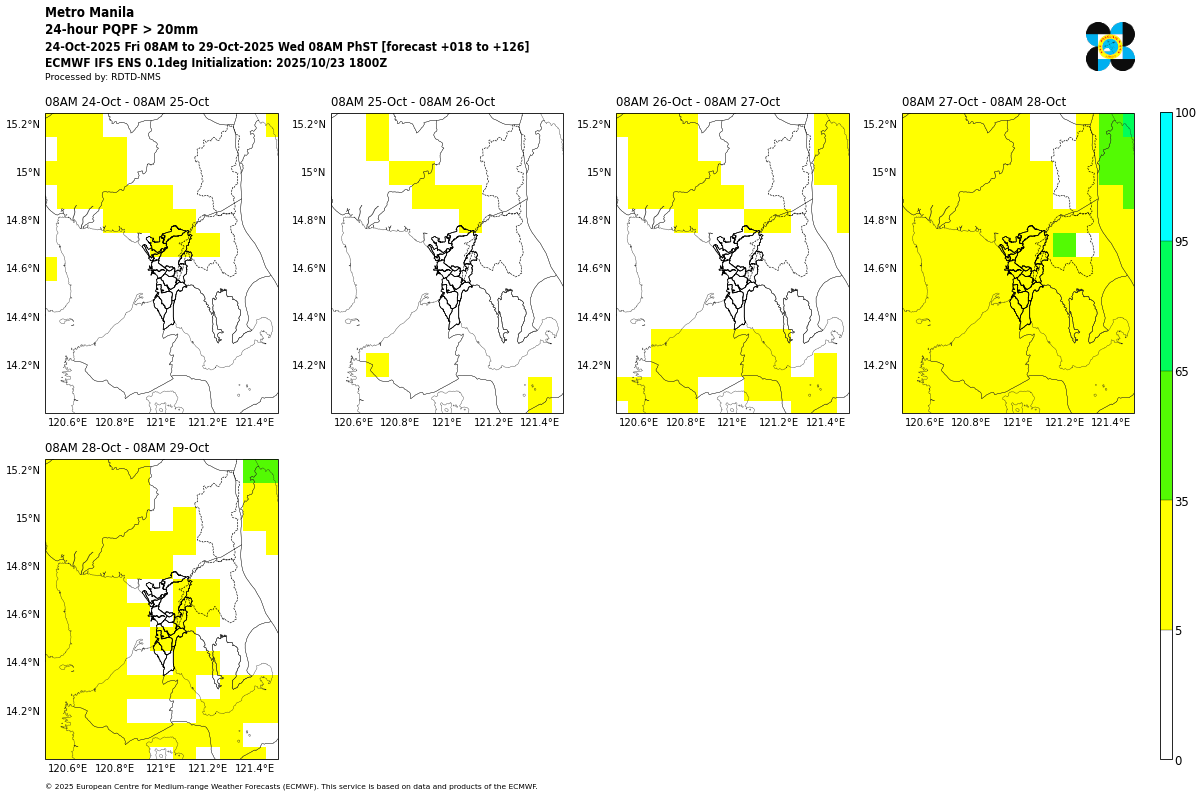 Metro Manila
24-hour PQPF > 20mm
24-Oct-2025 Fri 08AM to 29-Oct-2025 Wed 08AM PhST [forecast +018 to +126]
ECMWF IFS ENS 0.1deg Initialization: 2025/10/23 1800Z
Processed by: RDTD-NMS
08AM 24-Oct - 08AM 25-Oct
08AM 25-Oct - 08AM 26-Oct
08AM 26-Oct - 08AM 27-Oct
08AM 27-Oct - 08AM 28-Oct
15.2°N 15.2°N 15.2°N 15.2°N 100
15°N 15°N 15°N 15°N
14.8°N 14.8°N 14.8°N 14.8°N 95
14.6°N 14.6°N 14.6°N 14.6°N
14.4°N 14.4°N 14.4°N 14.4°N
14.2°N 14.2°N 14.2°N 14.2°N 65
120.6°E 120.8°E 121°E 121.2°E 121.4°E 120.6°E 120.8°E 121°E 121.2°E 121.4°E 120.6°E 120.8°E 121°E 121.2°E 121.4°E 120.6°E 120.8°E 121°E 121.2°E 121.4°E
08AM 28-Oct - 08AM 29-Oct
15.2°N
35
15°N
14.8°N
14.6°N
5
14.4°N
14.2°N
0
120.6°E 120.8°E 121°E 121.2°E 121.4°E
© 2025 European Centre for Medium-range Weather Forecasts (ECMWF). This service is based on data and products of the ECMWF.